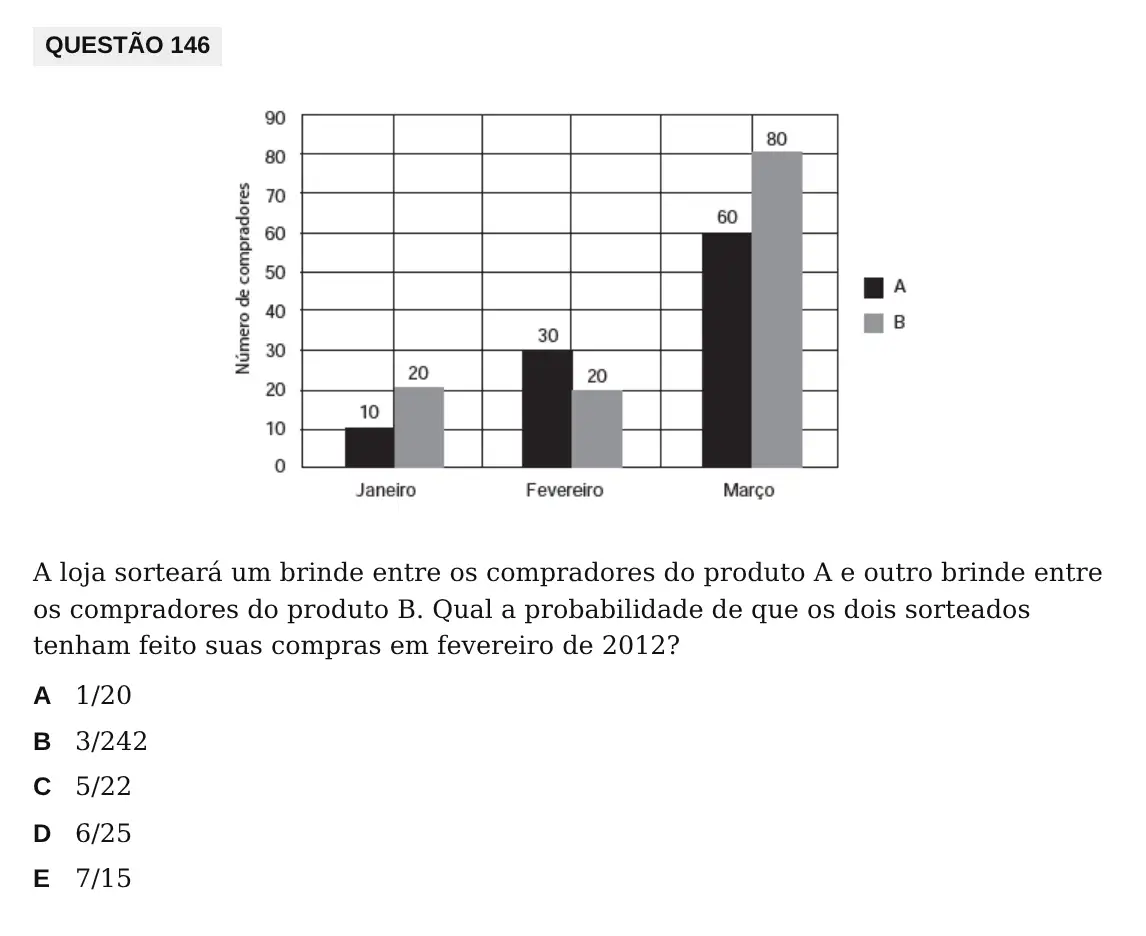 QUESTÃO 146
90
80
70
60
50
40
30
20
10
0
Número de compradores
10
20
30
20
60
80
Janeiro
Fevereiro
Março
A
B
A loja sorteará um brinde entre os compradores do produto A e outro brinde entre
os compradores do produto B. Qual a probabilidade de que os dois sorteados
tenham feito suas compras em fevereiro de 2012?
A 1/20
B 3/242
C 5/22
D 6/25
E 7/15